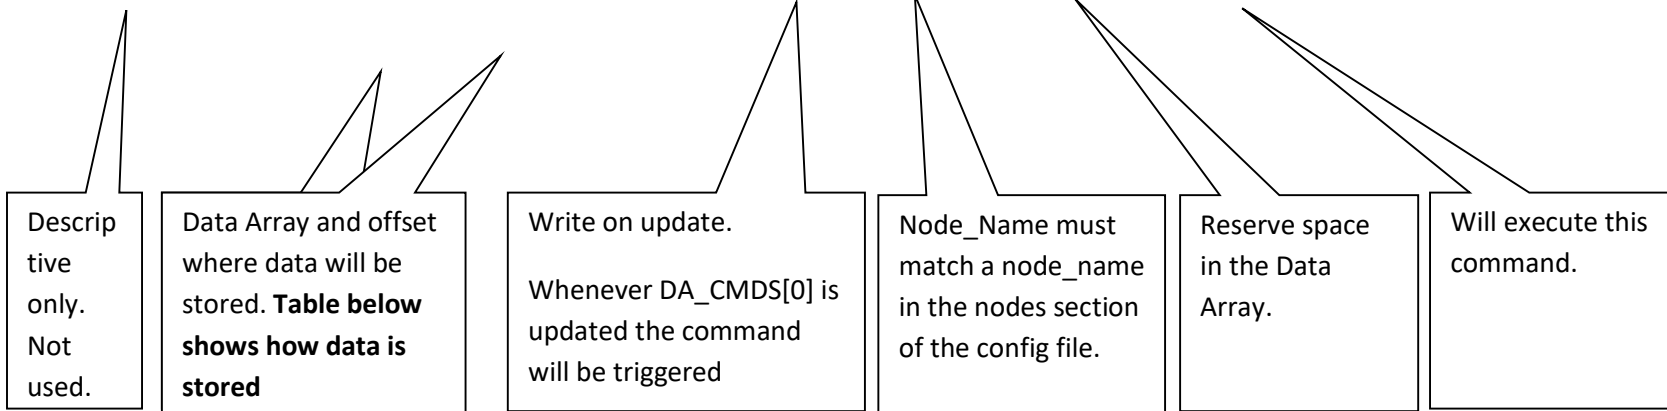 Descrip
tive
only.
Not
used.
Data Array and offset
where data will be
stored. Table below
shows how data is
stored
Write on update.
Whenever DA_CMDS[0] is
updated the command
will be triggered
Node_Name must
match a node_name
in the nodes section
of the config file.
Reserve space
in the Data
Array.
Will execute this
command.